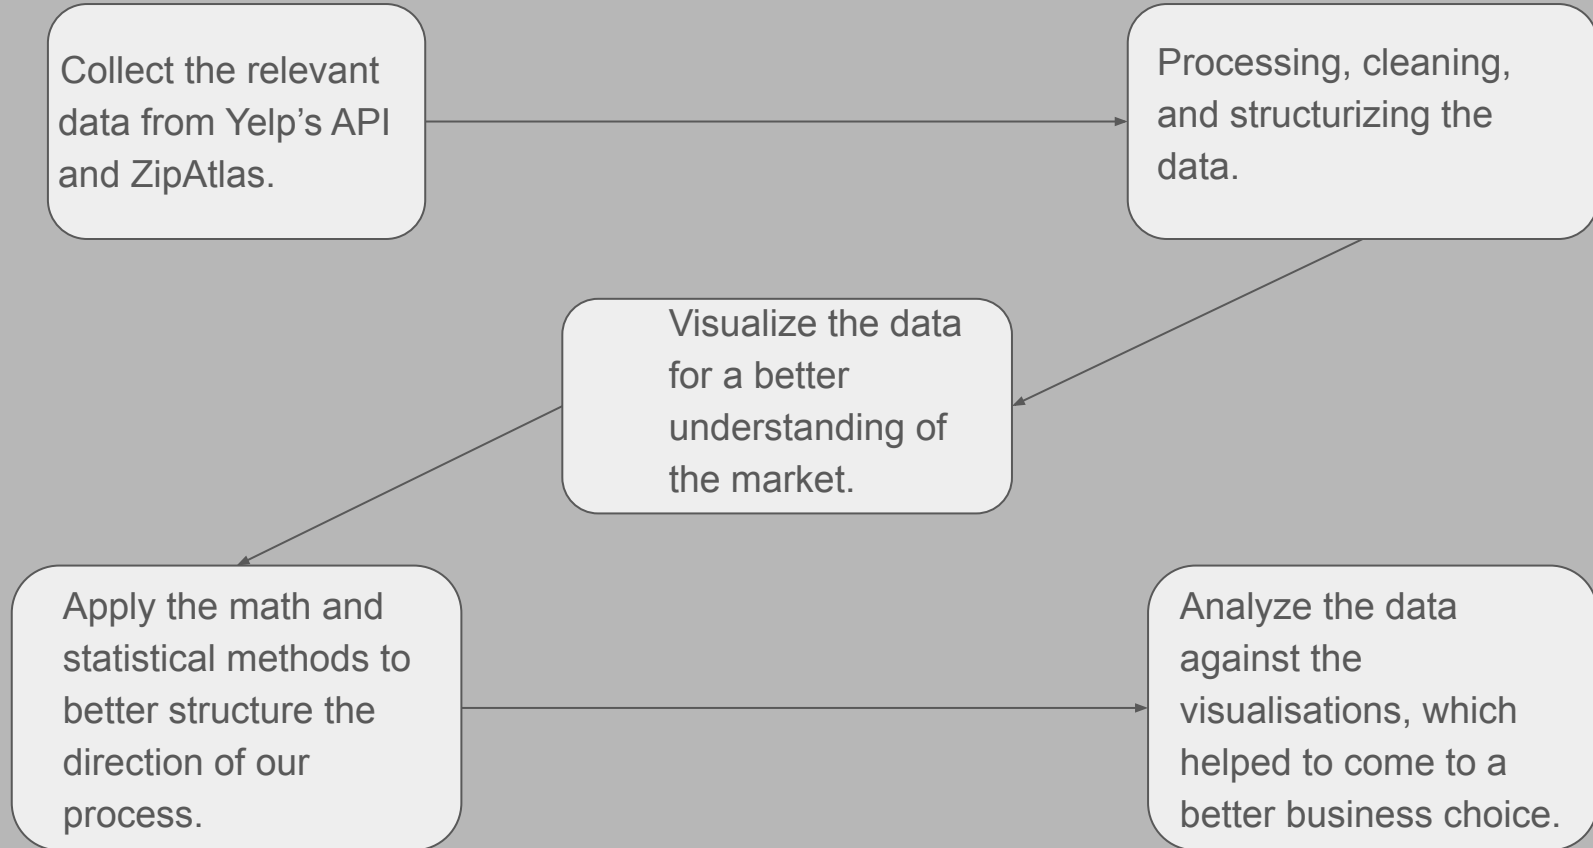 Collect the relevant
data from Yelp’s API
and ZipAtlas.
Processing, cleaning,
and structurizing the
data.
Visualize the data
for a better
understanding of
the market.
Apply the math and
statistical methods to
better structure the
direction of our
process.
Analyze the data
against the
visualisations, which
helped to come to a
better business choice.